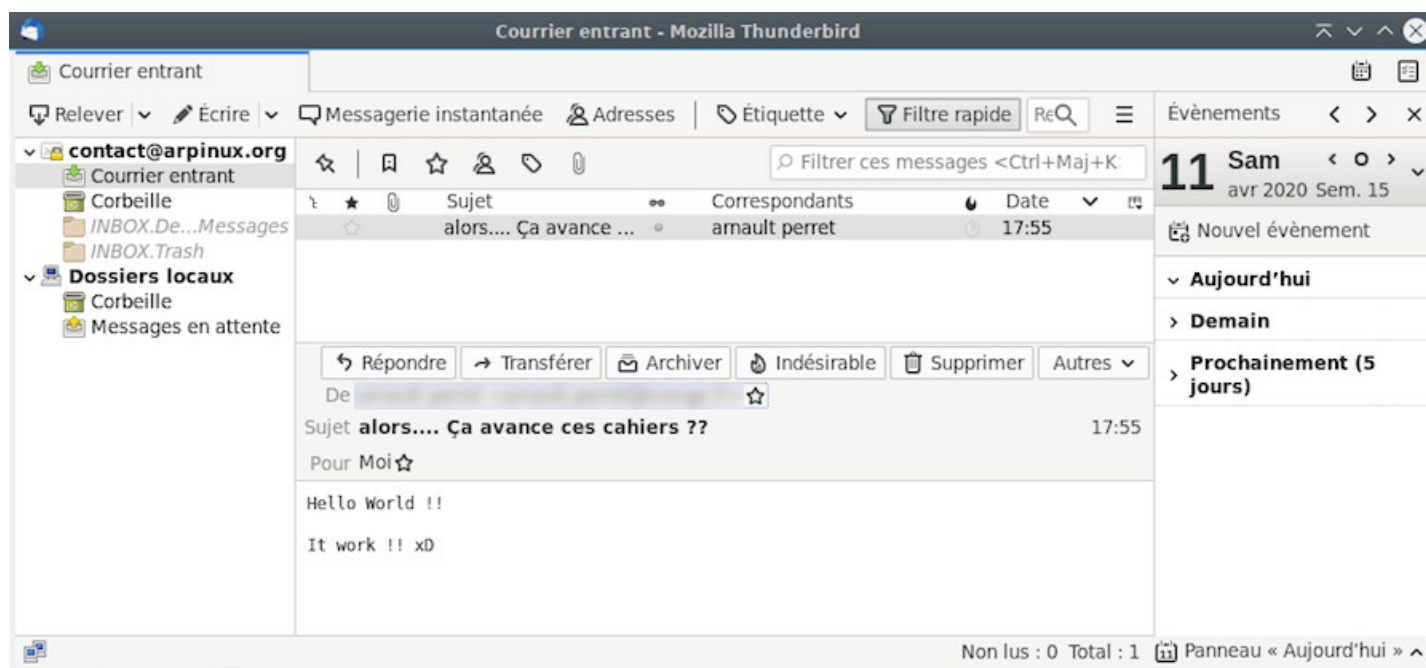 Courrier entrant - Mozilla Thunderbird
Courrier entrant
Relever Écrire Messagerie instantanée Adresses Étiquette Filtre rapide Re
Évènements
contact@arpinux.org
Courrier entrant
Corbeille
INBOX.De...Messages
INBOX.Trash
Dossiers locaux
Corbeille
Messages en attente
Filtrer ces messages <Ctrl+Maj+K
Sujet Correspondants Date
alors.... Ça avance ... arnault perret 17:55
Répondre Transférer Archiver Indésirable Supprimer Autres
De
Sujet alors.... Ça avance ces cahiers ?? 17:55
Pour Moi
Hello World !!
It work !! xD
11 Sam
avr 2020 Sem. 15
Nouvel évènement
Aujourd'hui
Demain
Prochainement (5
jours)
Non lus : 0 Total : 1
11 Panneau « Aujourd'hui »